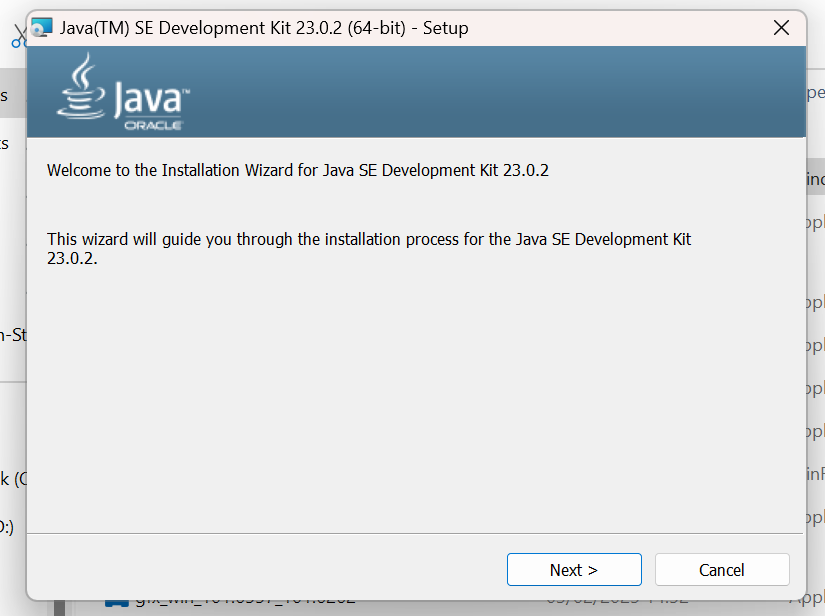 Java(TM) SE Development Kit 23.0.2 (64-bit) - Setup
Java™
ORACLE
Welcome to the Installation Wizard for Java SE Development Kit 23.0.2
This wizard will guide you through the installation process for the Java SE Development Kit
23.0.2.
Next >
Cancel